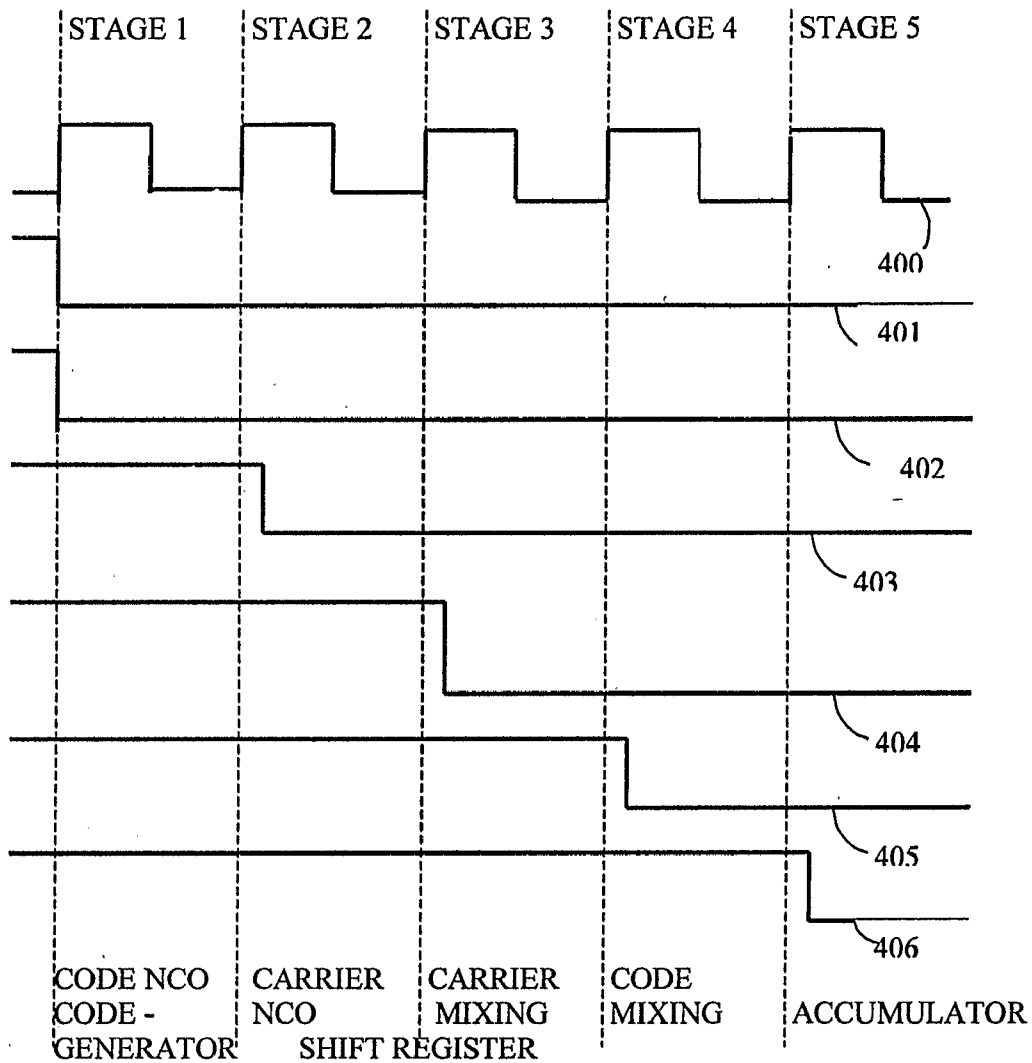 STAGE 1 STAGE 2 STAGE 3 STAGE 4 STAGE 5
400
401
402
403
404
405
406
CODE NCO CARRIER CARRIER CODE
CODE - NCO MIXING MIXING ACCUMULATOR
GENERATOR SHIFT REGISTER